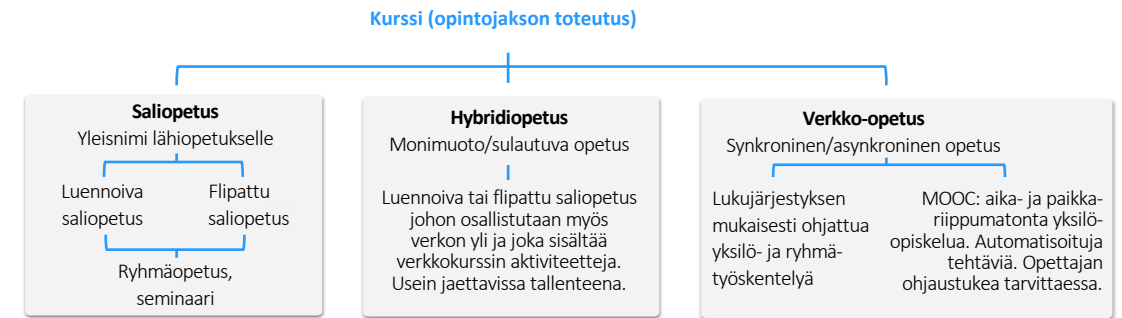 Kurssi (opintojakson toteutus)
Saliopetus
Yleisnimi lähiopetukselle
Luennoiva
saliopetus
Flipattu
saliopetus
Ryhmäopetus,
seminaari
Hybridiopetus
Monimuoto/sulautuva opetus
Luennoiva tai flipattu saliopetus
johon osallistutaan myös
verkon yli ja joka sisältää
verkkokurssin aktiviteetteja.
Usein jaettavissa tallenteena.
Verkko-opetus
Synkroninen/asynkroninen opetus
Lukujärjestyksen
mukaisesti ohjattua
yksilö- ja ryhmä-
työskentelyä
MOOC: aika- ja paikka-
riippumatonta yksilö-
opiskelua. Automatisoituja
tehtäviä. Opettajan
ohjaustukea tarvittaessa.